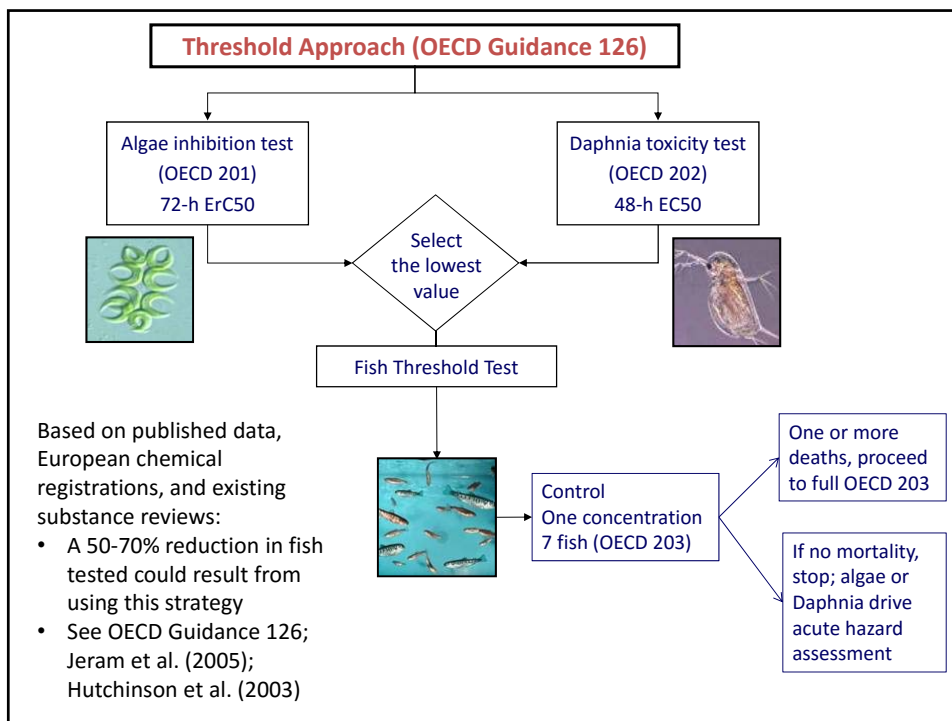 Threshold Approach (OECD Guidance 126)
Algae inhibition test
(OECD 201)
72-h ErC50
Daphnia toxicity test
(OECD 202)
48-h EC50
Select
the lowest
value
Fish Threshold Test
Based on published data,
European chemical
registrations, and existing
substance reviews:
• A 50-70% reduction in fish
tested could result from
using this strategy
• See OECD Guidance 126;
Jeram et al. (2005);
Hutchinson et al. (2003)
Control
One concentration
7 fish (OECD 203)
One or more
deaths, proceed
to full OECD 203
If no mortality,
stop; algae or
Daphnia drive
acute hazard
assessment